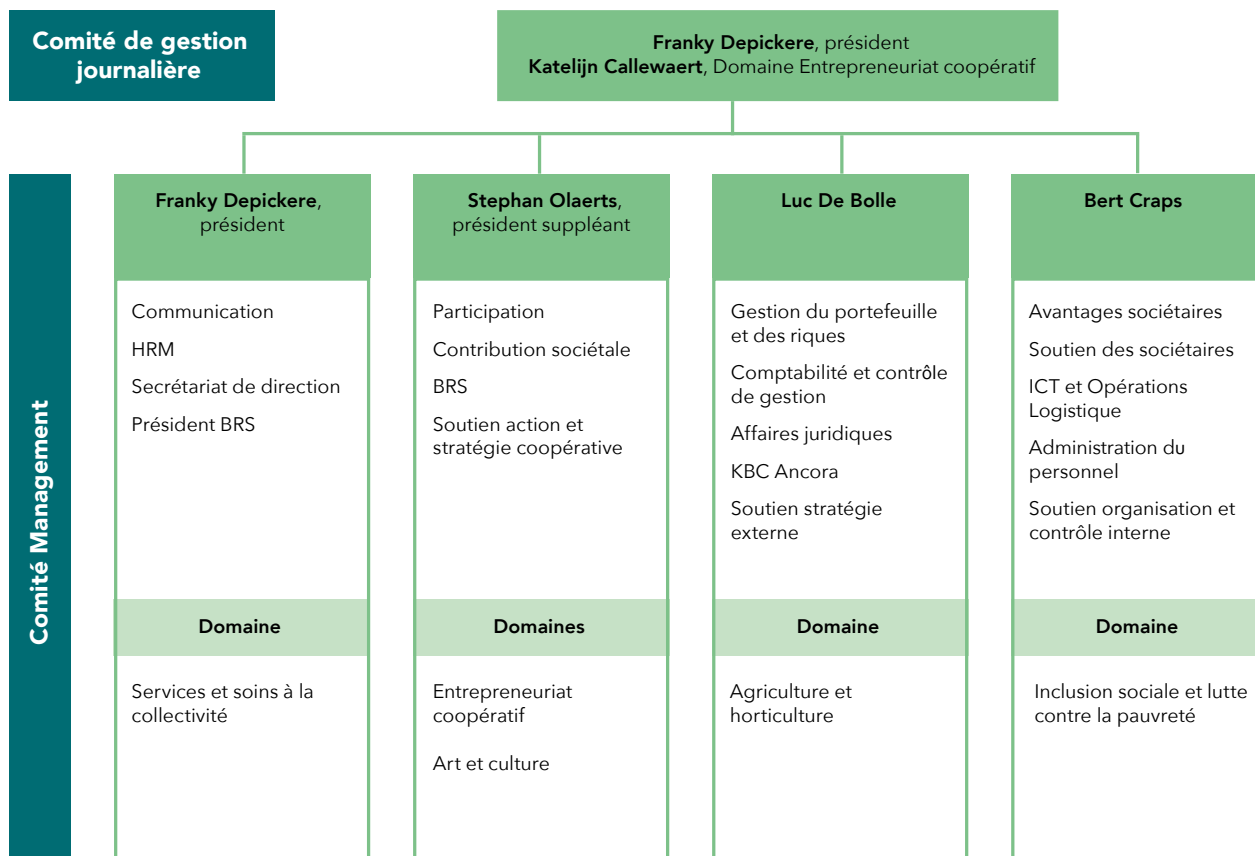 Comité de gestion
journalière
Franky Depickere, président
Katelijn Callewaert, Domaine Entrepreneuriat coopératif
Comité Management
Franky Depickere,
président
Communication
HRM
Secrétariat de direction
Président BRS
Domaine
Services et soins à la
collectivité
Stephan Olaerts,
président suppléant
Participation
Contribution sociétale
BRS
Soutien action et
stratégie coopérative
Domaines
Entrepreneuriat
coopératif
Art et culture
Luc De Bolle
Gestion du portefeuille
et des riques
Comptabilité et contrôle
de gestion
Affaires juridiques
KBC Ancora
Soutien stratégie
externe
Domaine
Agriculture et
horticulture
Bert Craps
Avantages sociétaires
Soutien des sociétaires
ICT et Opérations
Logistique
Administration du
personnel
Soutien organisation et
contrôle interne
Domaine
Inclusion sociale et lutte
contre la pauvreté